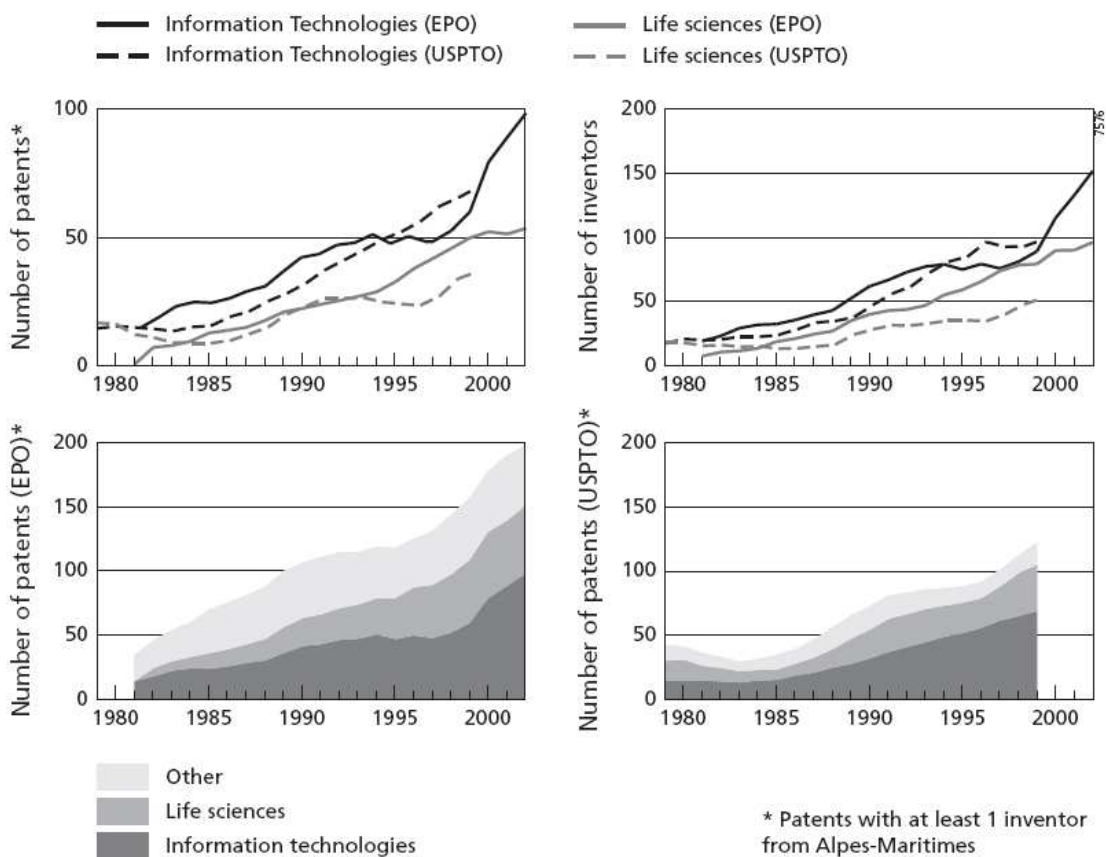 Information Technologies (EPO)
Information Technologies (USPTO)
Life sciences (EPO)
Life sciences (USPTO)
Number of patents*
100
50
0
1980 1985 1990 1995 2000
Number of inventors
200
150
100
50
0
1980 1985 1990 1995 2000
7576
Number of patents (EPO)*
200
150
100
50
0
1980 1985 1990 1995 2000
Number of patents (USPTO)*
200
150
100
50
0
1980 1985 1990 1995 2000
Other
Life sciences
Information technologies
* Patents with at least 1 inventor
from Alpes-Maritimes